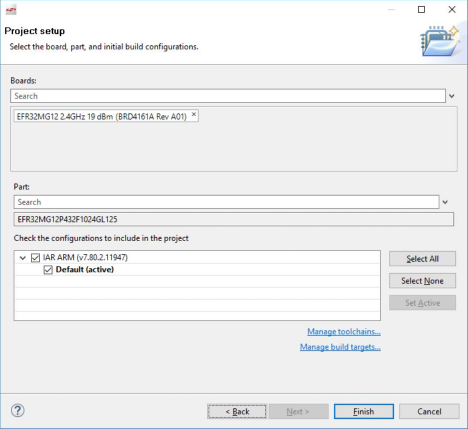 Project setup
Select the board, part, and initial build configurations.
Boards:
Search
EFR32MG12 2.4GHz 19 dBm (BRD4161A Rev A01) ×
Part:
Search
EFR32MG12P432F1024GL125
Check the configurations to include in the project
IAR ARM (v7.80.2.11947)
Default (active)
Select All
Select None
Set Active
Manage toolchains...
Manage build targets...
?
< Back
Next >
Finish
Cancel